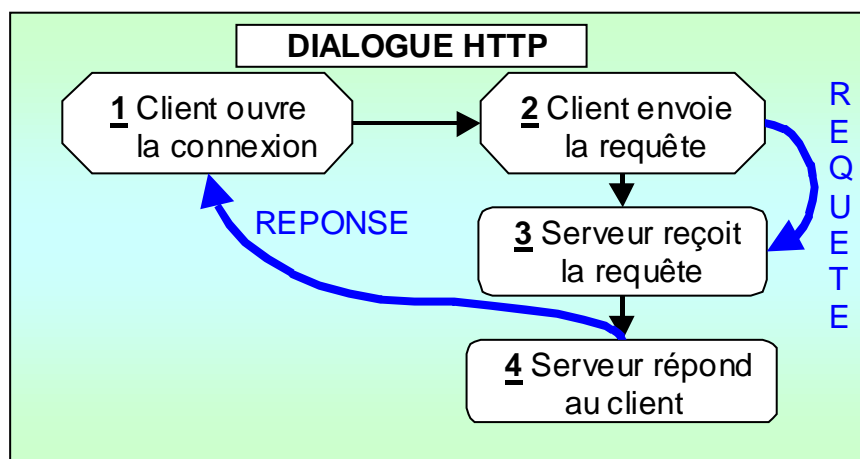 DIALOGUE HTTP
1 Client ouvre
la connexion
2 Client envoie
la requête
REQUETE
REPONSE
3 Serveur reçoit
la requête
4 Serveur répond
au client